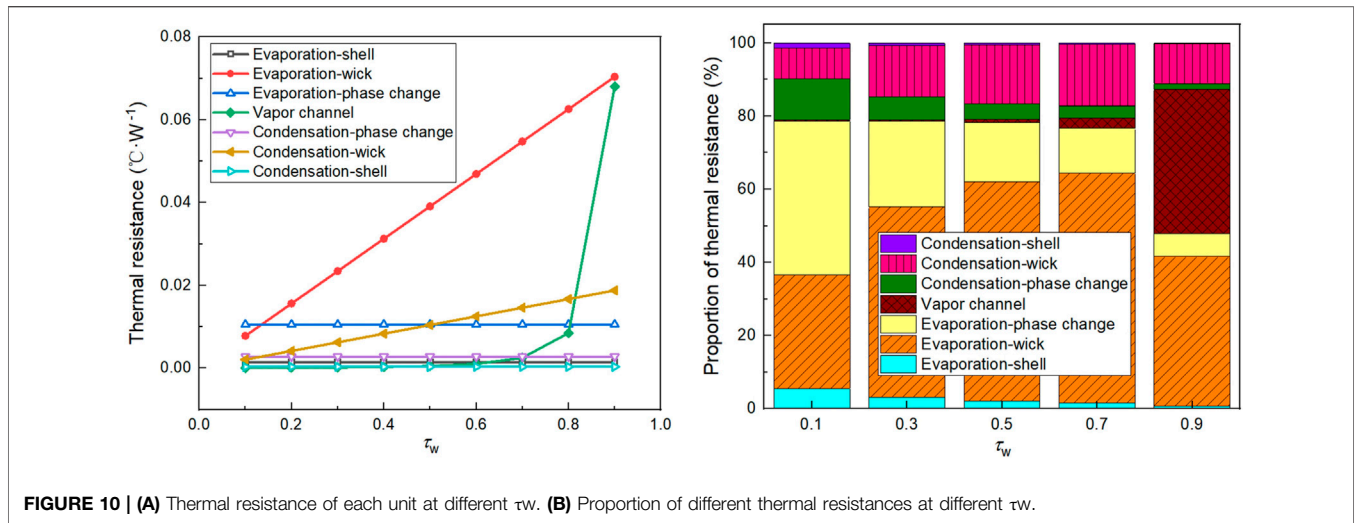 0.08
0.06
0.04
0.02
0.00
Thermal resistance (℃·W⁻¹)
Evaporation-shell
Evaporation-wick
Evaporation-phase change
Vapor channel
Condensation-phase change
Condensation-wick
Condensation-shell
0.0 0.2 0.4 0.6 0.8 1.0
τw
100
80
60
40
20
0
Proportion of thermal resistance (%)
Condensation-shell
Condensation-wick
Condensation-phase change
Vapor channel
Evaporation-phase change
Evaporation-wick
Evaporation-shell
0.1 0.3 0.5 0.7 0.9
τw
FIGURE 10 | (A) Thermal resistance of each unit at different τw. (B) Proportion of different thermal resistances at different τw.